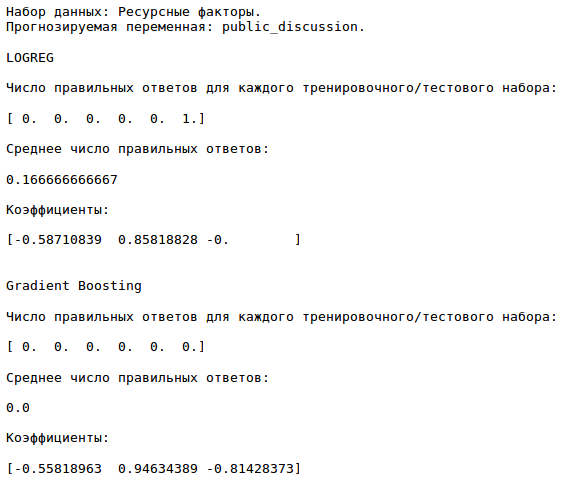 Набор данных: Ресурсные факторы.
Прогнозируемая переменная: public_discussion.
LOGREG
Число правильных ответов для каждого тренировочного/тестового набора:
[ 0.  0.  0.  0.  0.  1.]
Среднее число правильных ответов:
0.166666666667
Коэффициенты:
[-0.58710839  0.85818828 -0.        ]
Gradient Boosting
Число правильных ответов для каждого тренировочного/тестового набора:
[ 0.  0.  0.  0.  0.  0.]
Среднее число правильных ответов:
0.0
Коэффициенты:
[-0.55818963  0.94634389 -0.81428373]